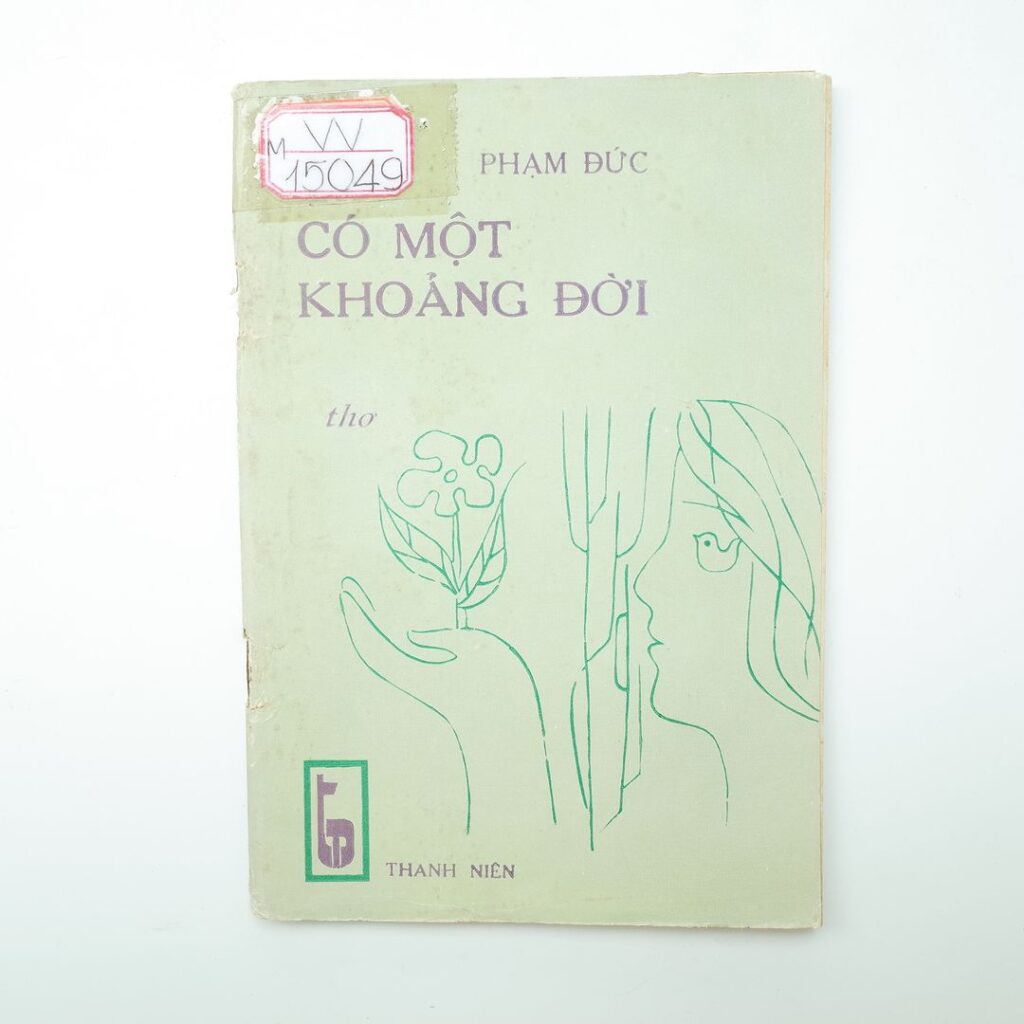 VV
M 15049
PHẠM ĐỨC
CÓ MỘT
KHOẢNG ĐỜI
thơ
THANH NIÊN